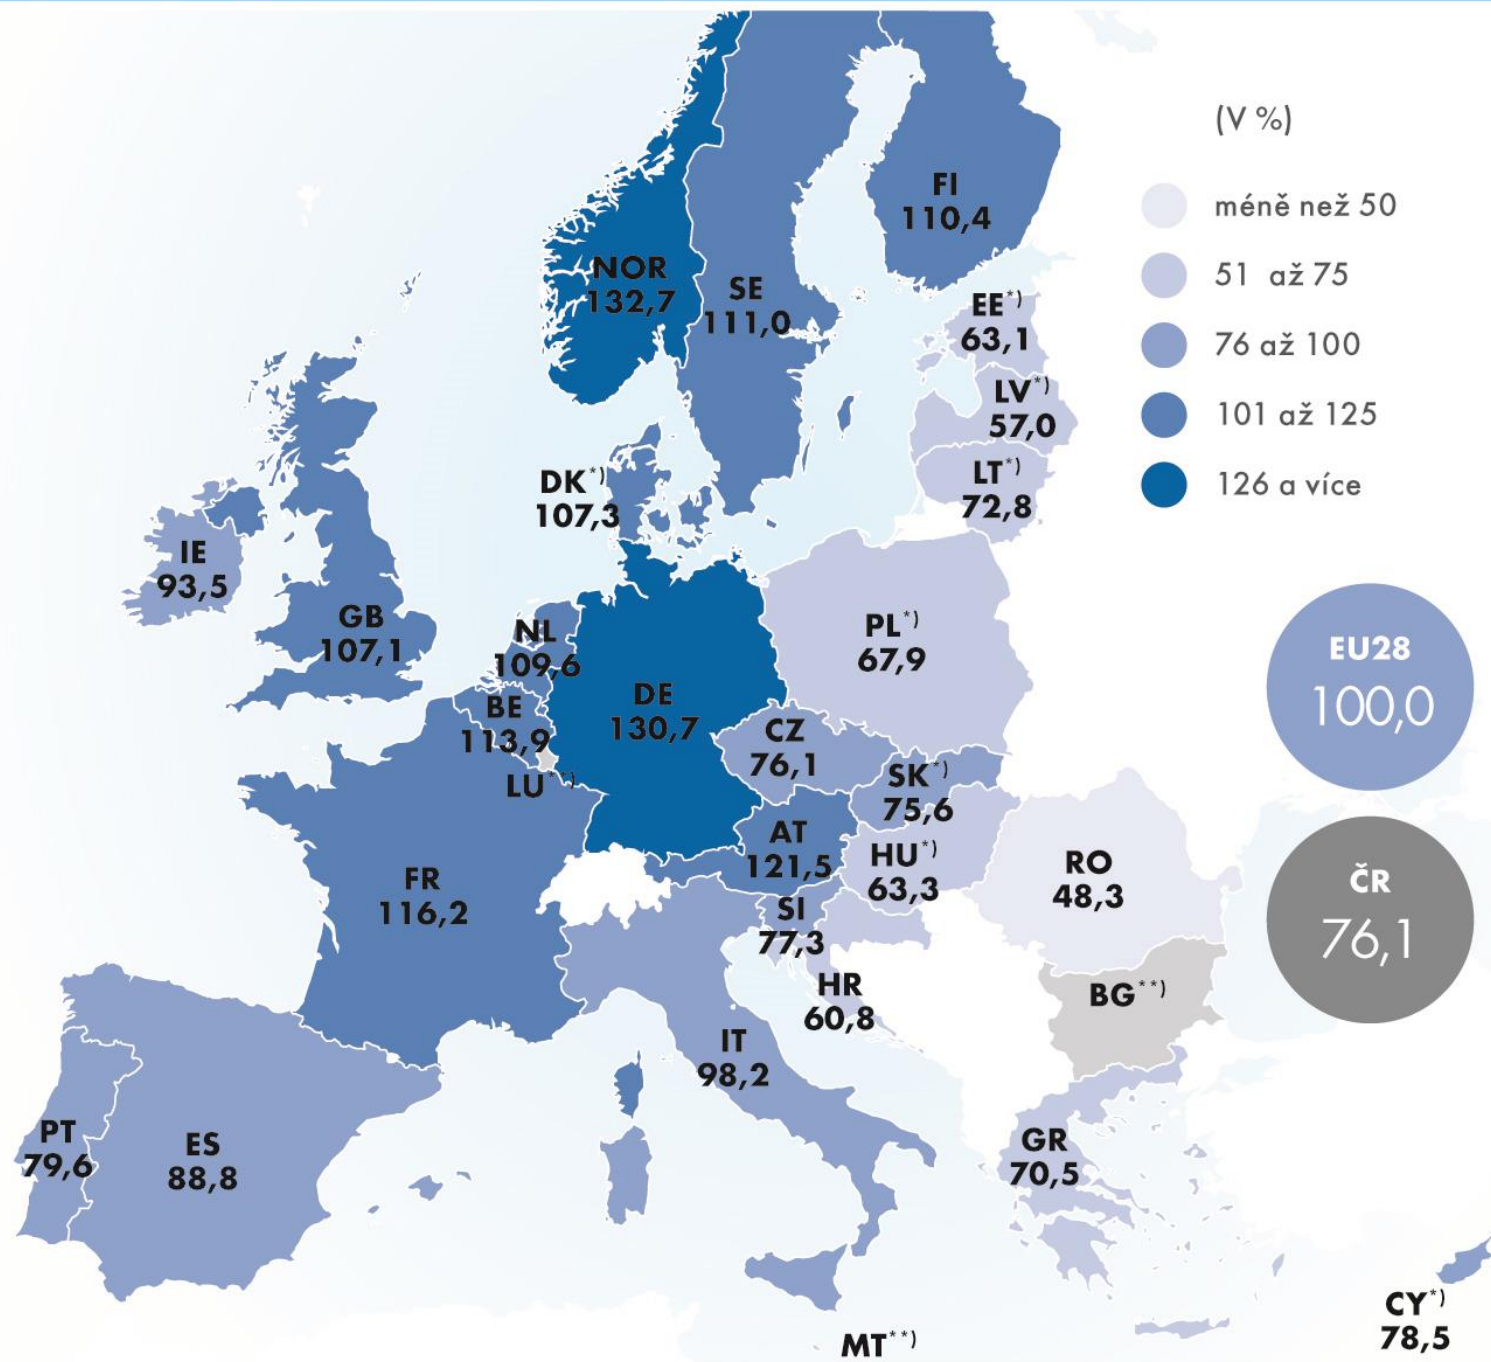 (V %)
méně než 50
51 až 75
76 až 100
101 až 125
126 a více
FI
110,4
NOR
132,7
SE
111,0
EE*)
63,1
LV*)
57,0
LT*)
72,8
DK*)
107,3
IE
93,5
GB
107,1
NL
109,6
BE
113,9
LU**)
DE
130,7
PL*)
67,9
CZ
76,1
SK*)
75,6
AT
121,5
HU*)
63,3
RO
48,3
FR
116,2
SI
77,3
HR
60,8
BG**)
IT
98,2
PT
79,6
ES
88,8
GR
70,5
MT**)
CY*)
78,5
EU28
100,0
ČR
76,1